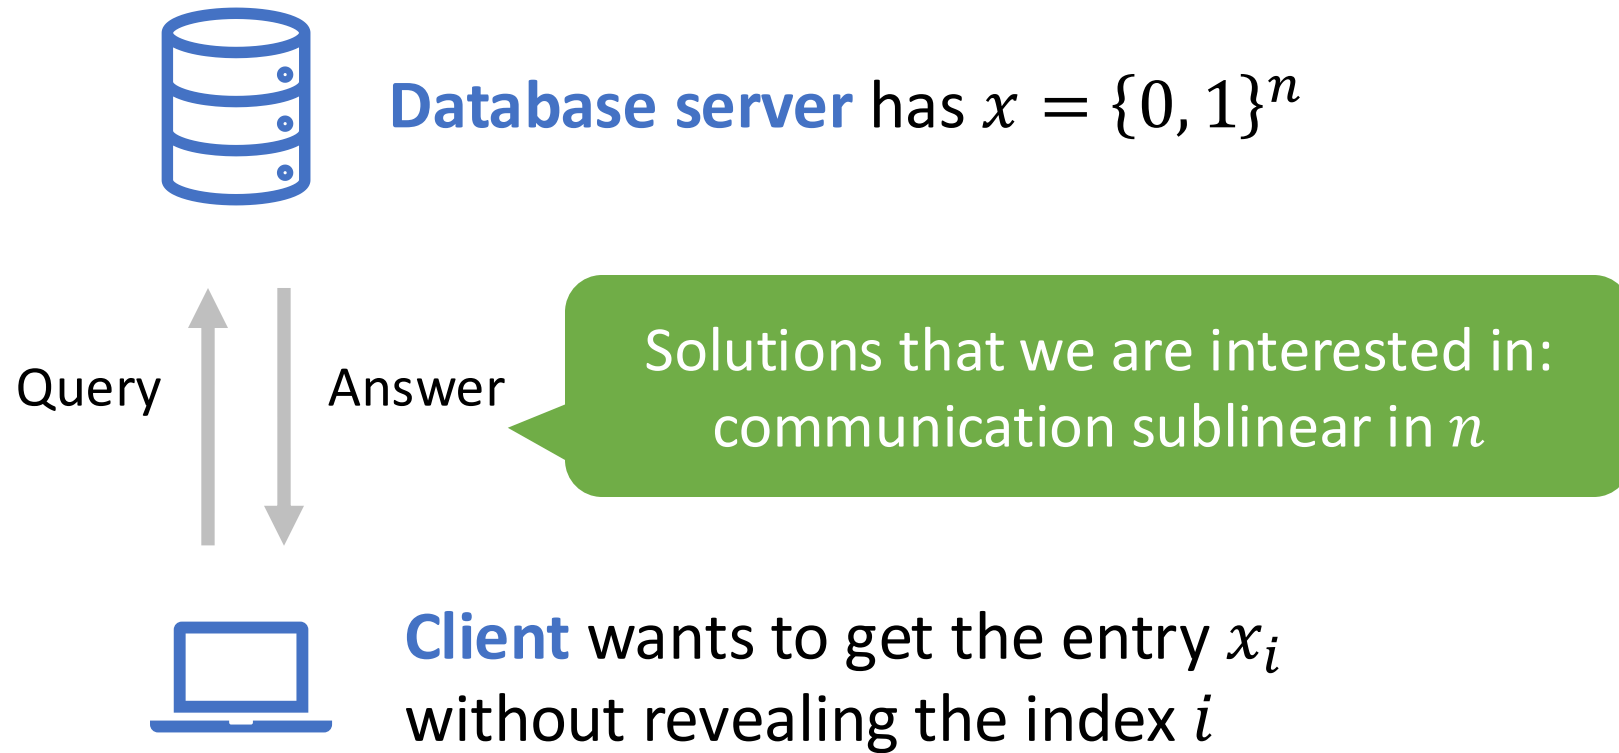 Database server has x = {0, 1}ⁿ
Query
Answer
Solutions that we are interested in:
communication sublinear in n
Client wants to get the entry xᵢ
without revealing the index i